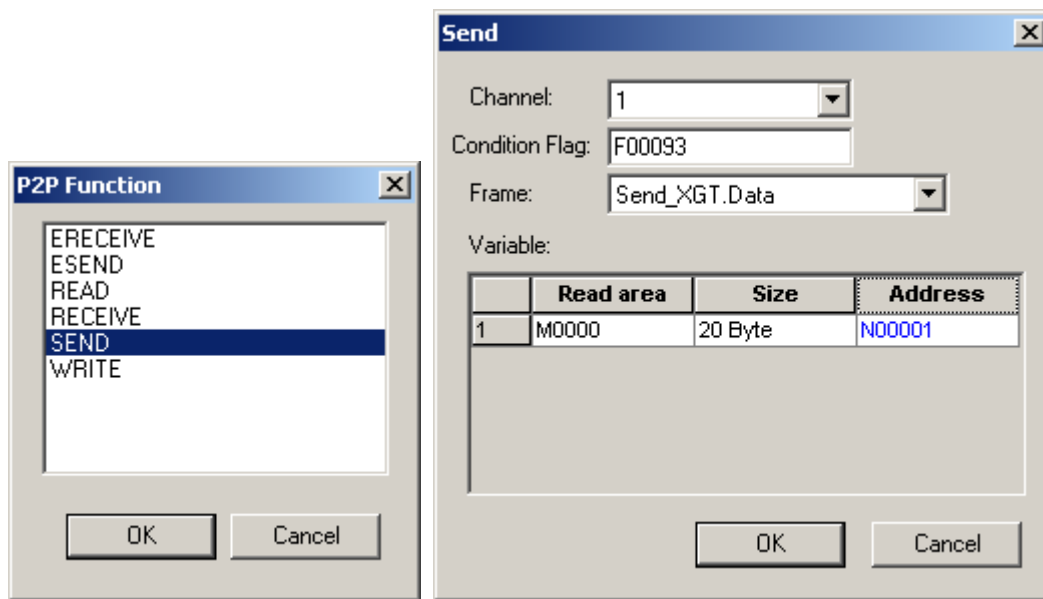 P2P Function
ERECEIVE
ESEND
READ
RECEIVE
SEND
WRITE
OK Cancel
Send
Channel: 1
Condition Flag: F00093
Frame: Send_XGT.Data
Variable:
Read area Size Address
1 M0000 20 Byte N00001
OK Cancel